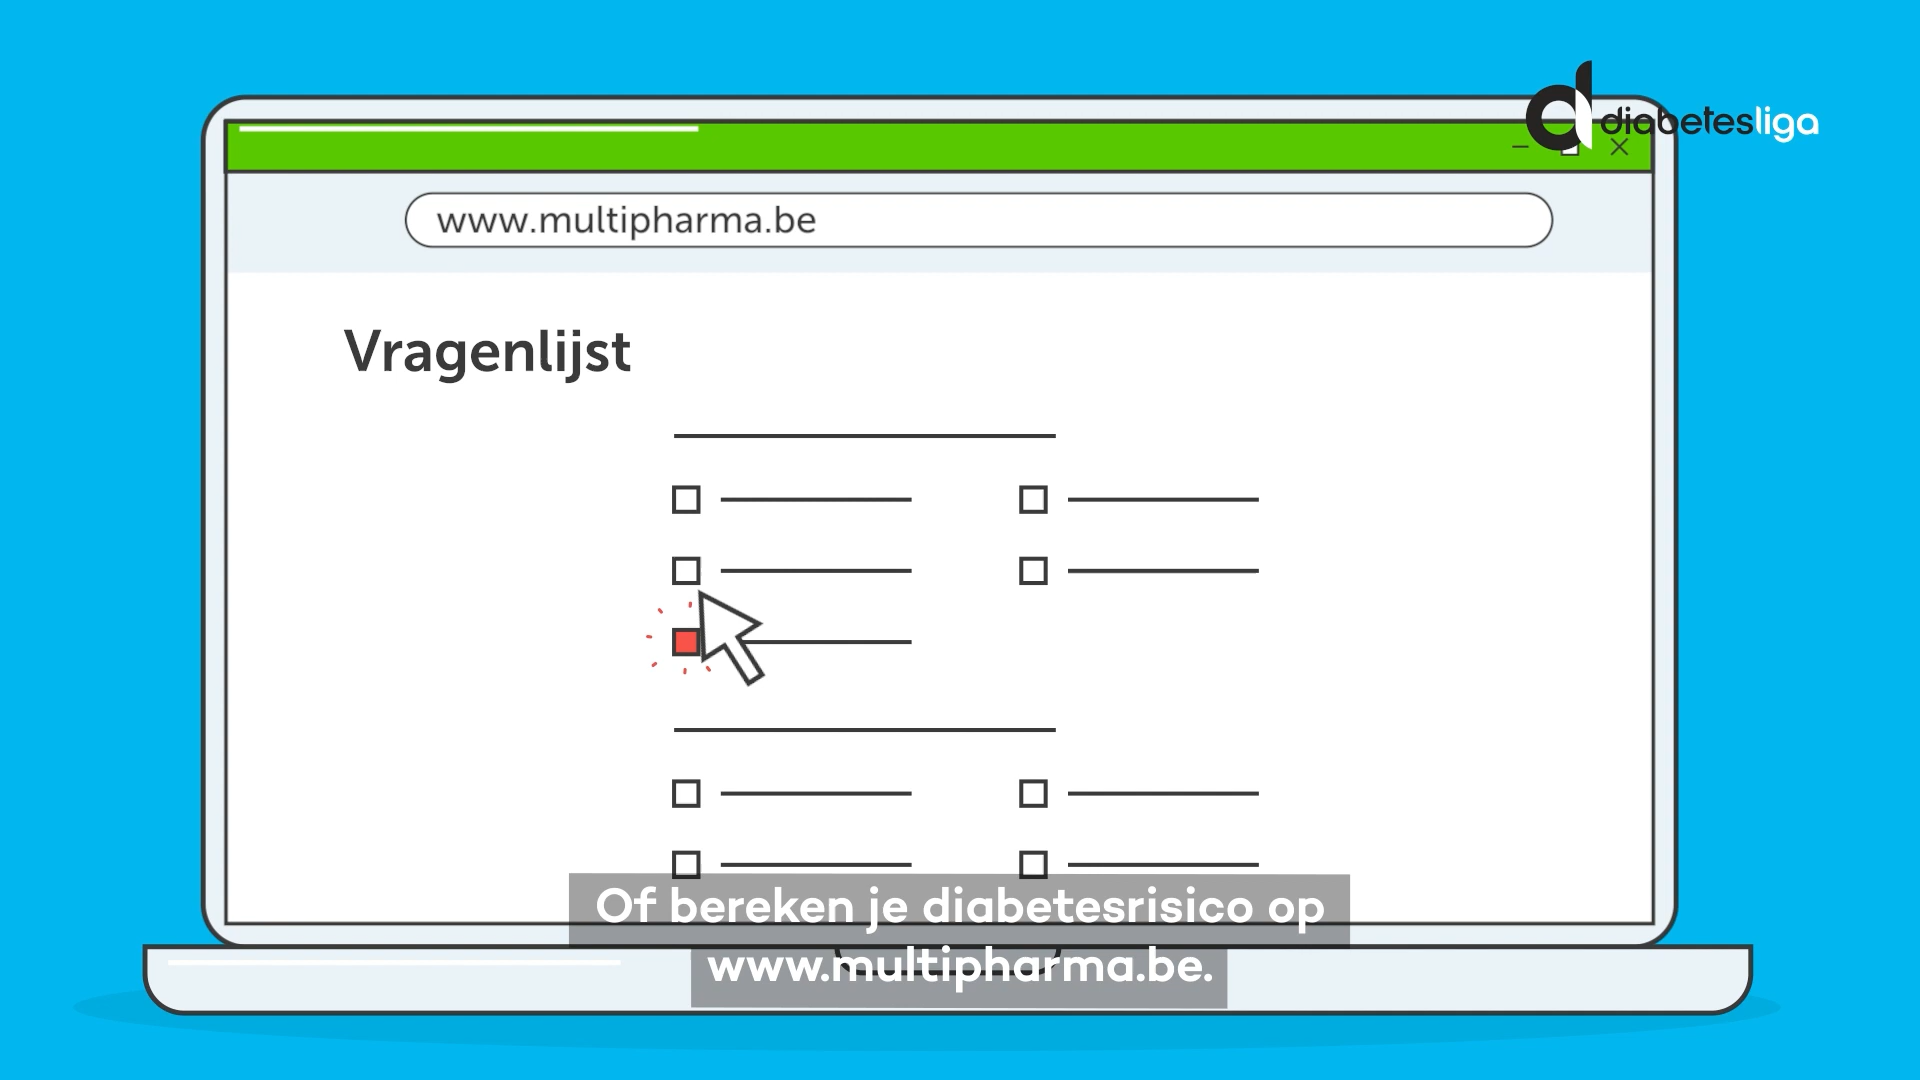 diabetesliga
www.multipharma.be
Vragenlijst
Of bereken je diabetesrisico op
www.multipharma.be.